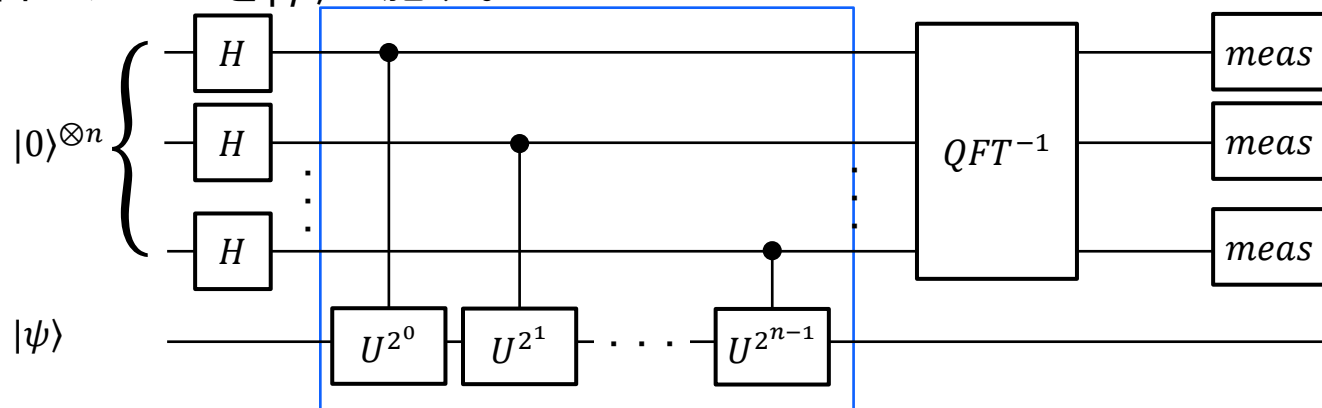 H
|0⟩^{⊗n}
H
H
QFT^{-1}
meas
meas
meas
|ψ⟩
U^{2^0}
U^{2^1}
. . . .
U^{2^{n-1}}